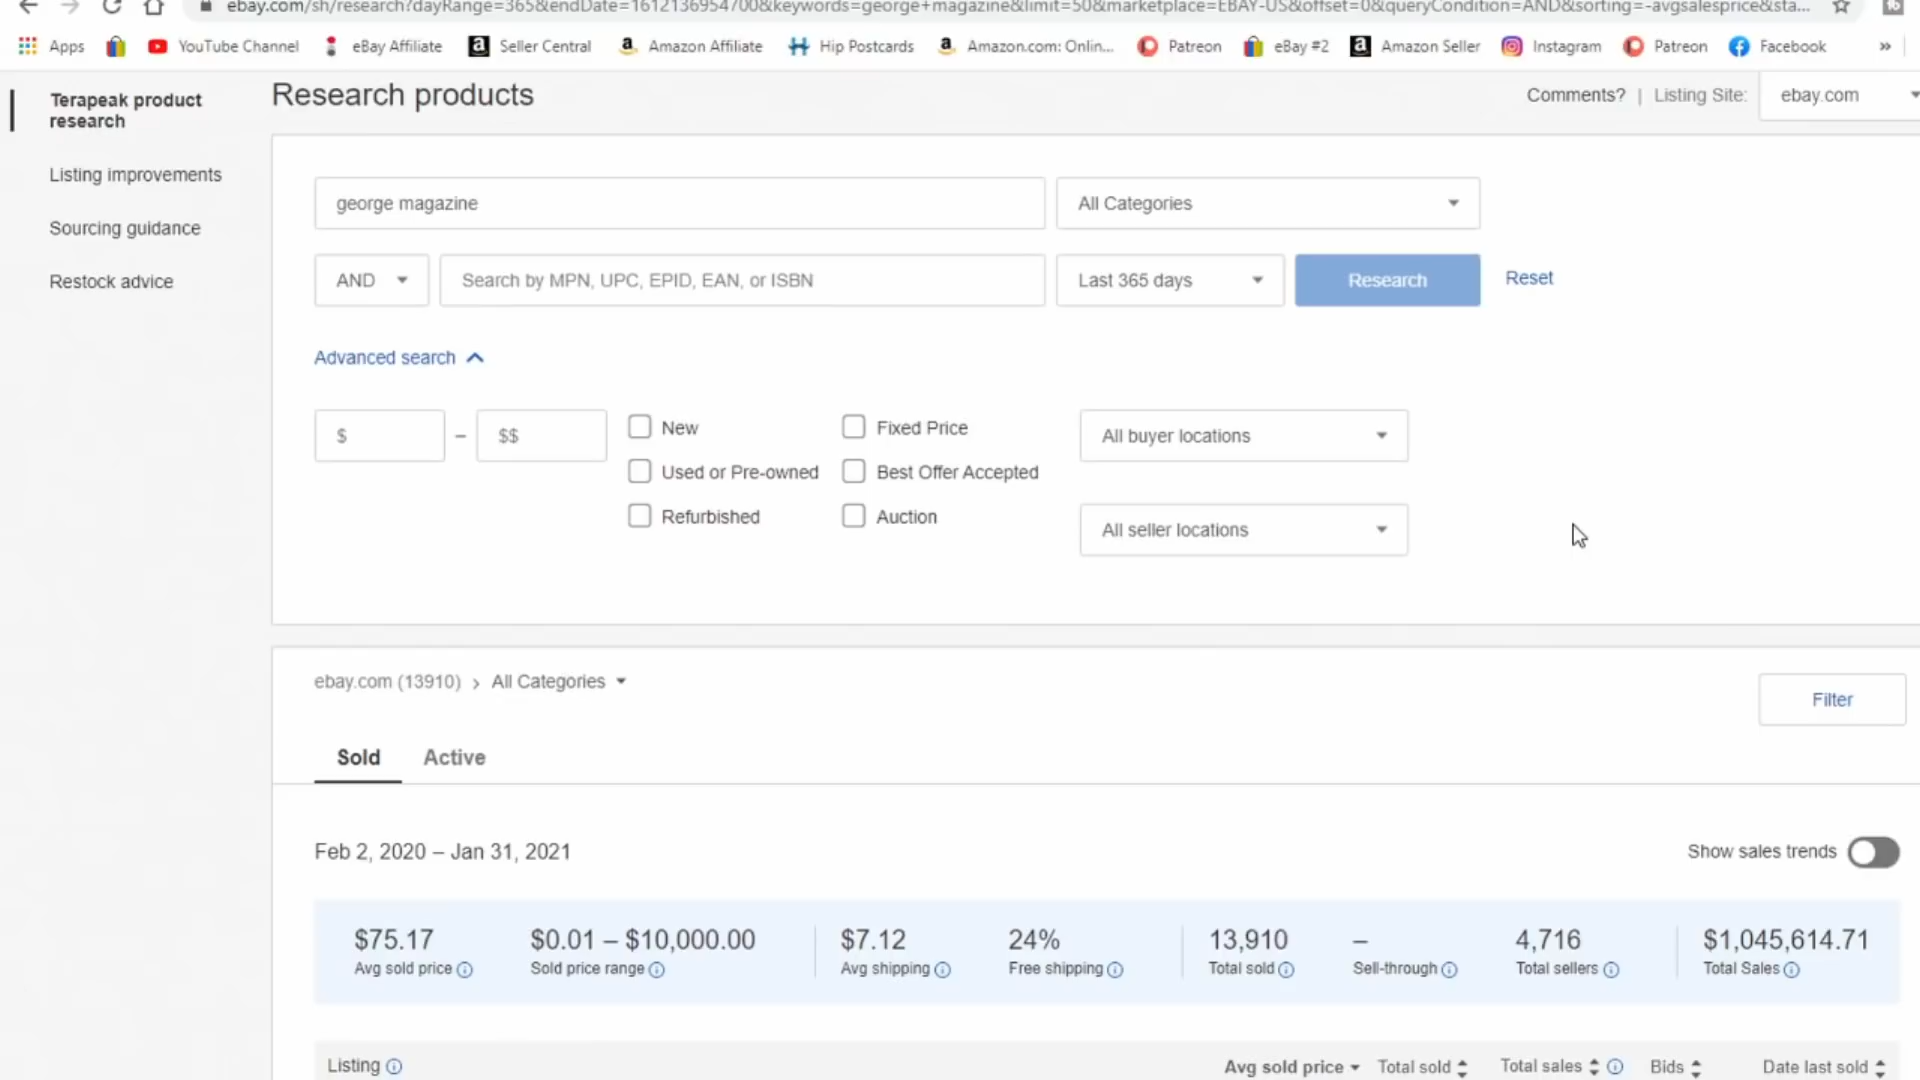 ebay.com/sh/research?dayRange=365&endDate=1612136954700&keywords=george+magazine&limit=50&marketplace=EBAY-US&offset=0&queryCondition=AND&sorting=-avgsalesprice&sta...
Apps YouTube Channel eBay Affiliate Seller Central Amazon Affiliate Hip Postcards Amazon.com: Onlin... Patreon eBay #2 Amazon Seller Instagram Patreon Facebook »
Terapeak product research
Listing improvements
Sourcing guidance
Restock advice
Research products
Comments? | Listing Site: ebay.com
george magazine All Categories
AND Search by MPN, UPC, EPID, EAN, or ISBN Last 365 days Research Reset
Advanced search
$ – $$ New Fixed Price All buyer locations
Used or Pre-owned Best Offer Accepted
Refurbished Auction All seller locations
ebay.com (13910) > All Categories Filter
Sold Active
Feb 2, 2020 – Jan 31, 2021 Show sales trends
$75.17 $0.01 – $10,000.00 $7.12 24% 13,910 – 4,716 $1,045,614.71
Avg sold price Sold price range Avg shipping Free shipping Total sold Sell-through Total sellers Total Sales
Listing Avg sold price Total sold Total sales Bids Date last sold